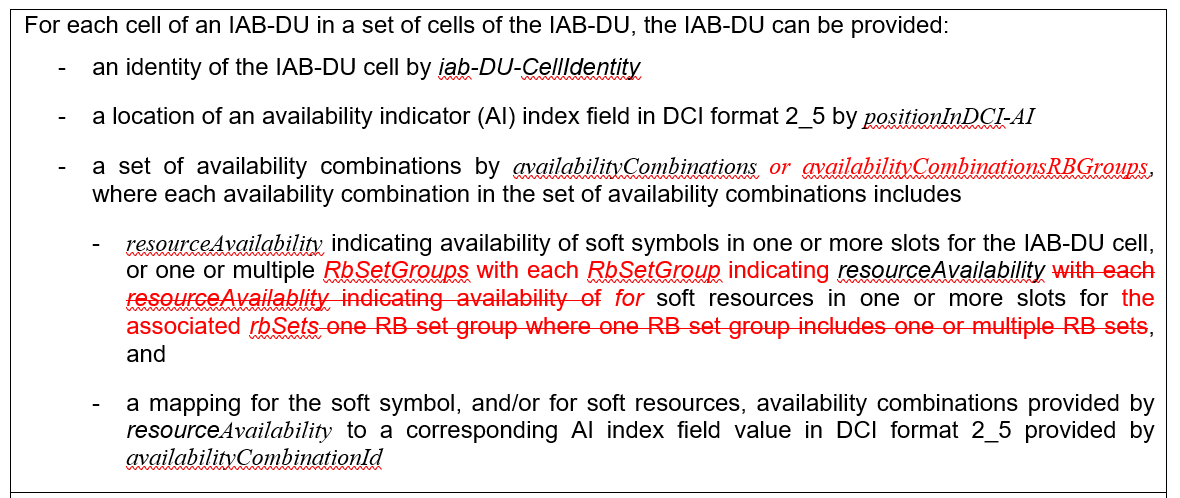 For each cell of an IAB-DU in a set of cells of the IAB-DU, the IAB-DU can be provided:
- an identity of the IAB-DU cell by iab-DU-CellIdentity
- a location of an availability indicator (AI) index field in DCI format 2_5 by positionInDCI-AI
- a set of availability combinations by availabilityCombinations or availabilityCombinationsRBGroups,
where each availability combination in the set of availability combinations includes
- resourceAvailability indicating availability of soft symbols in one or more slots for the IAB-DU cell,
or one or multiple RbSetGroups with each RbSetGroup indicating resourceAvailability with each
resourceAvailablity indicating availability of for soft resources in one or more slots for the
associated rbSets one RB set group where one RB set group includes one or multiple RB sets,
and
- a mapping for the soft symbol, and/or for soft resources, availability combinations provided by
resourceAvailability to a corresponding AI index field value in DCI format 2_5 provided by
availabilityCombinationId